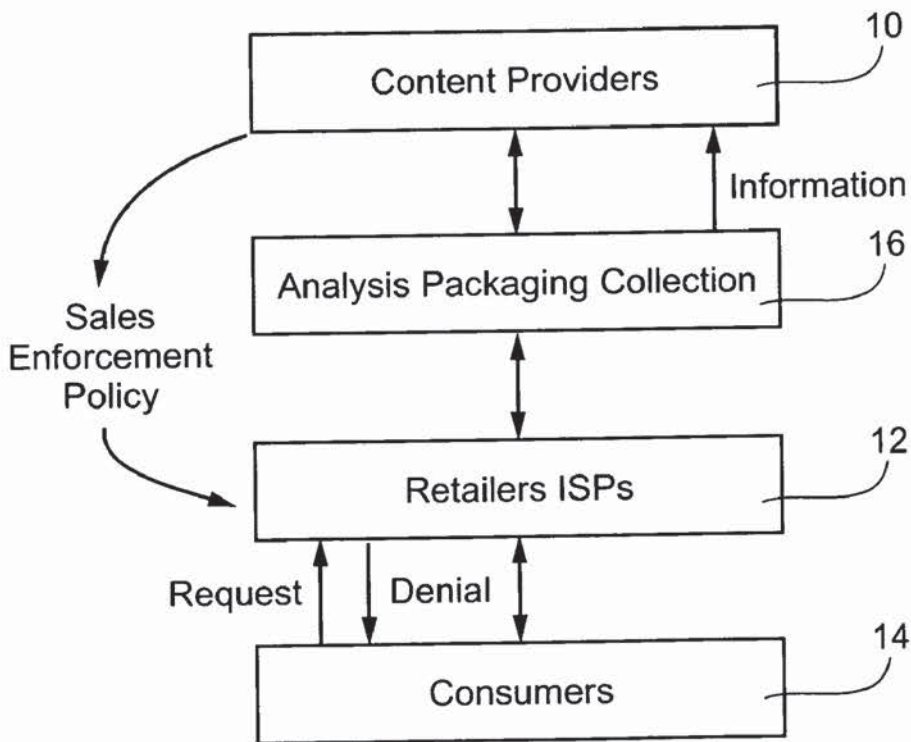 10
Content Providers
Information
16
Analysis Packaging Collection
Sales
Enforcement
Policy
12
Retailers ISPs
Request
Denial
14
Consumers